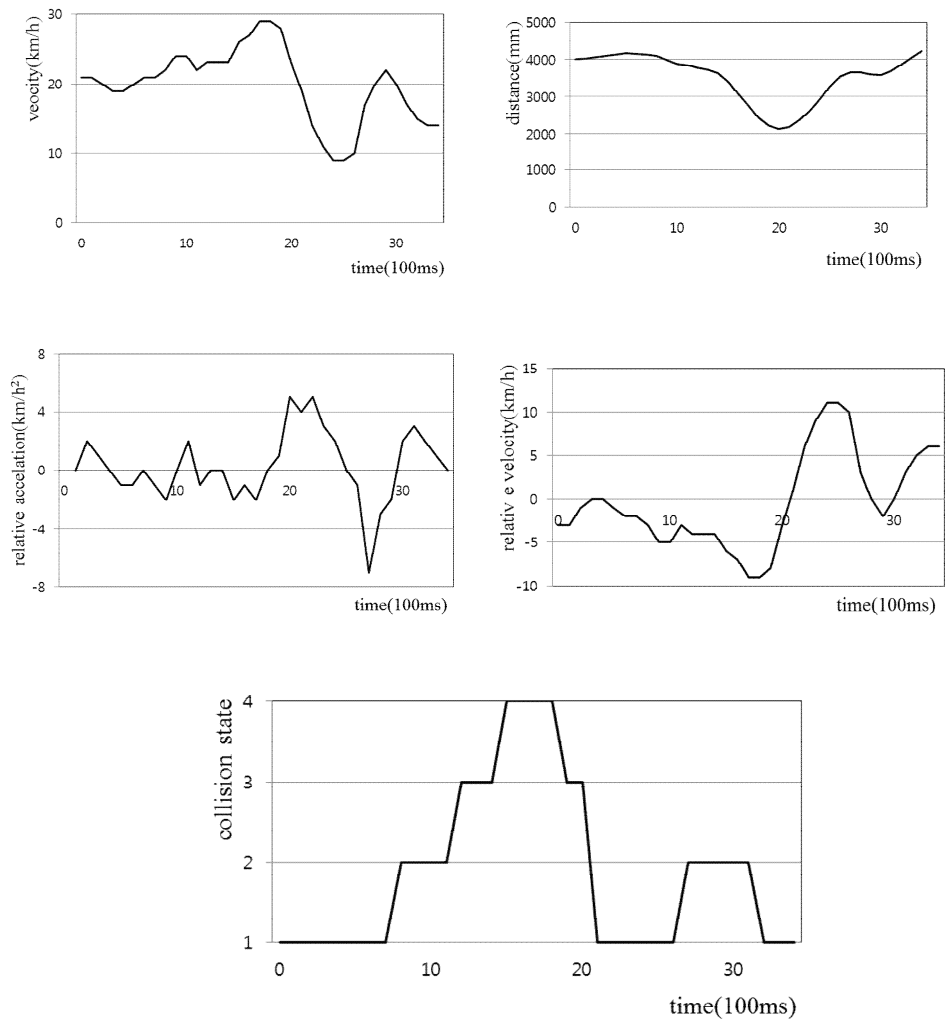 veocity(km/h)
30
20
10
0
0 10 20 30
time(100ms)
distance(mm)
5000
4000
3000
2000
1000
0
0 10 20 30
time(100ms)
relative accelation(km/h²)
8
4
0
-4
-8
0 10 20 30
time(100ms)
relativ e velocity(km/h)
15
10
5
0
-5
-10
0 10 20 30
time(100ms)
collision state
4
3
2
1
0 10 20 30
time(100ms)